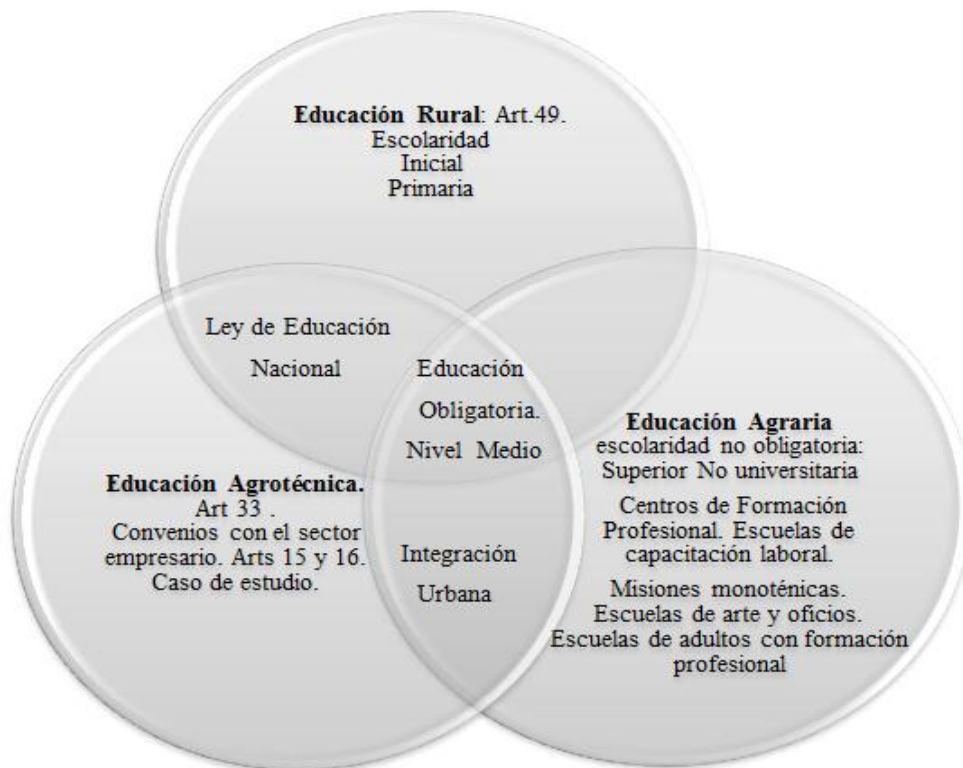 Educación Rural: Art.49.
Escolaridad
Inicial
Primaria
Ley de Educación
Nacional
Educación
Obligatoria.
Nivel Medio
Educación Agrotécnica.
Art 33 .
Convenios con el sector
empresario. Arts 15 y 16.
Caso de estudio.
Integración
Urbana
Educación Agraria
escolaridad no obligatoria:
Superior No universitaria
Centros de Formación
Profesional. Escuelas de
capacitación laboral.
Misiones monoténicas.
Escuelas de arte y oficios.
Escuelas de adultos con formación
profesional